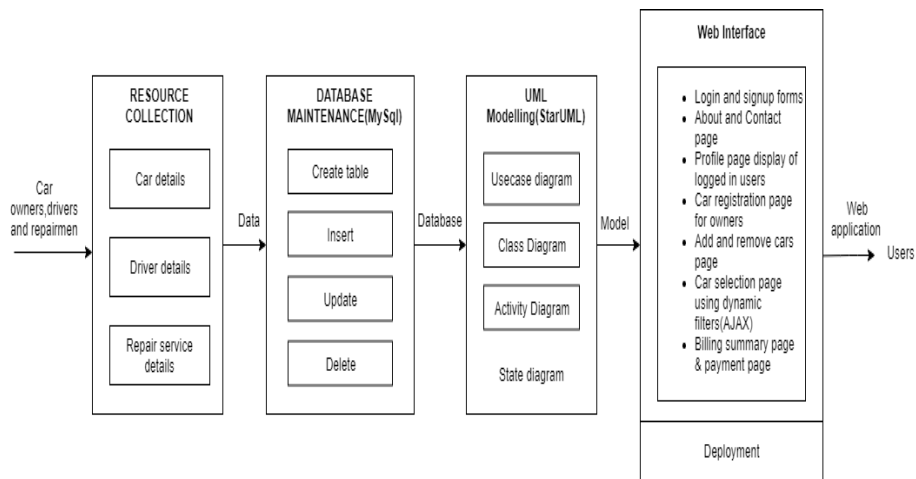 Car
owners,drivers
and repairmen
RESOURCE
COLLECTION
Car details
Driver details
Repair service
details
Data
DATABASE
MAINTENANCE(MySql)
Create table
Insert
Update
Delete
Database
UML
Modelling(StarUML)
Usecase diagram
Class Diagram
Activity Diagram
State diagram
Model
Web Interface
• Login and signup forms
• About and Contact
page
• Profile page display of
logged in users
• Car registration page
for owners
• Add and remove cars
page
• Car selection page
using dynamic
filters(AJAX)
• Billing summary page
& payment page
Deployment
Web
application
Users